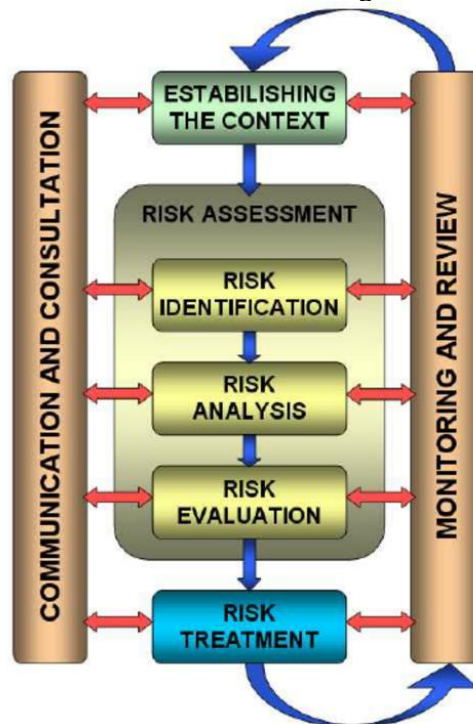 ESTABILISHING
THE CONTEXT
COMMUNICATION AND CONSULTATION
MONITORING AND REVIEW
RISK ASSESSMENT
RISK
IDENTIFICATION
RISK
ANALYSIS
RISK
EVALUATION
RISK
TREATMENT